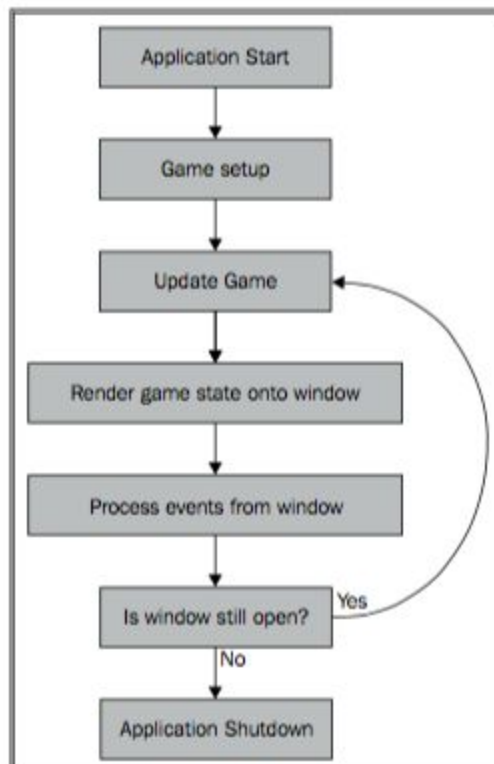 Application Start
Game setup
Update Game
Render game state onto window
Process events from window
Is window still open?
Yes
No
Application Shutdown